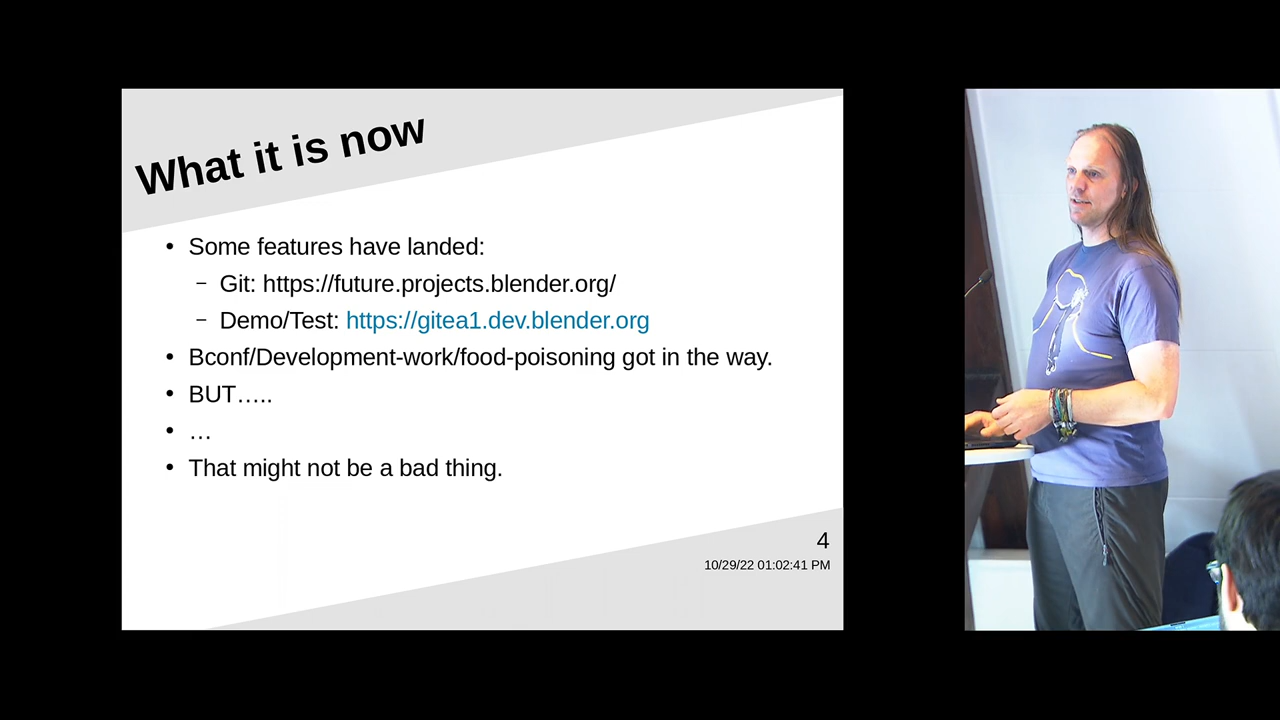 What it is now
• Some features have landed:
– Git: https://future.projects.blender.org/
– Demo/Test: https://gitea1.dev.blender.org
• Bconf/Development-work/food-poisoning got in the way.
• BUT…..
• …
• That might not be a bad thing.
4
10/29/22 01:02:41 PM